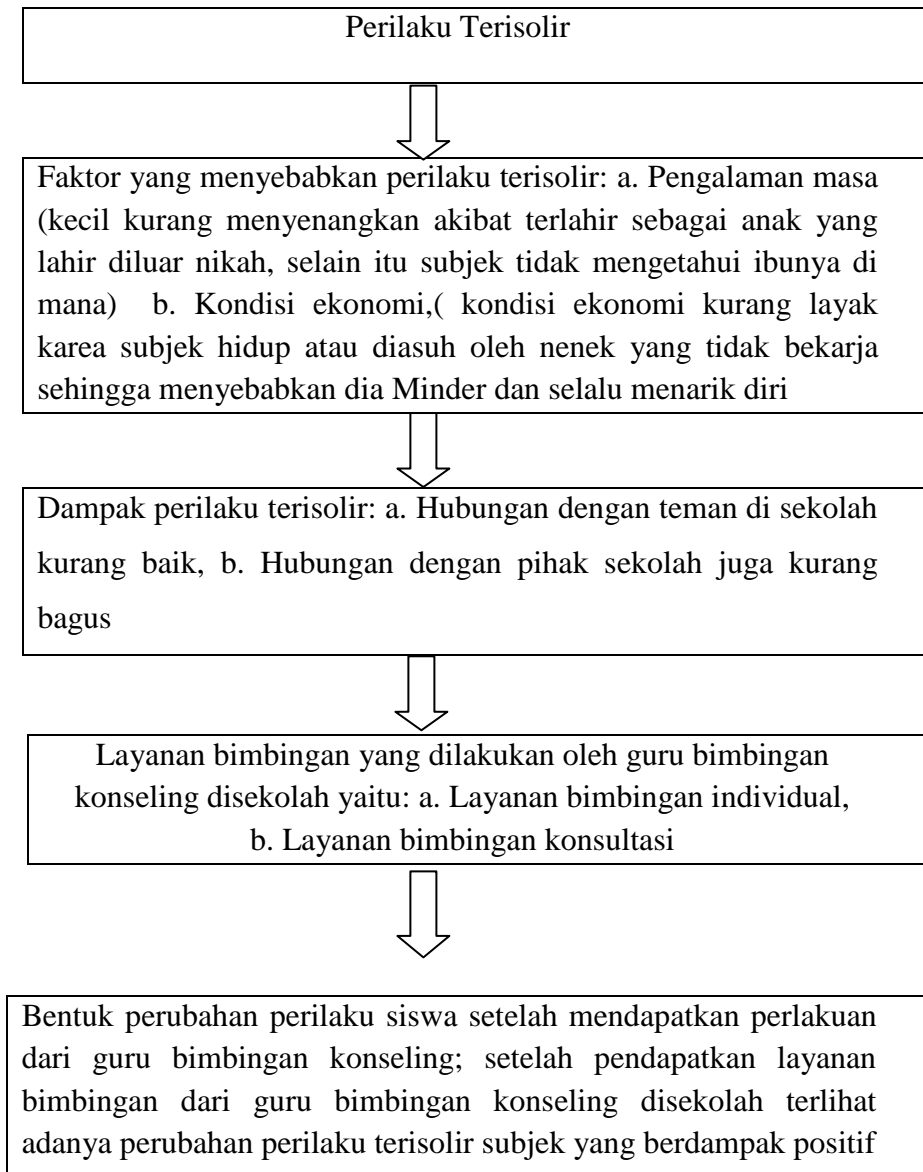 Perilaku Terisolir
Faktor yang menyebabkan perilaku terisolir: a. Pengalaman masa
(kecil kurang menyenangkan akibat terlahir sebagai anak yang
lahir diluar nikah, selain itu subjek tidak mengetahui ibunya di
mana) b. Kondisi ekonomi,( kondisi ekonomi kurang layak
karea subjek hidup atau diasuh oleh nenek yang tidak bekarja
sehingga menyebabkan dia Minder dan selalu menarik diri
Dampak perilaku terisolir: a. Hubungan dengan teman di sekolah
kurang baik, b. Hubungan dengan pihak sekolah juga kurang
bagus
Layanan bimbingan yang dilakukan oleh guru bimbingan
konseling disekolah yaitu: a. Layanan bimbingan individual,
b. Layanan bimbingan konsultasi
Bentuk perubahan perilaku siswa setelah mendapatkan perlakuan
dari guru bimbingan konseling; setelah pendapatkan layanan
bimbingan dari guru bimbingan konseling disekolah terlihat
adanya perubahan perilaku terisolir subjek yang berdampak positif